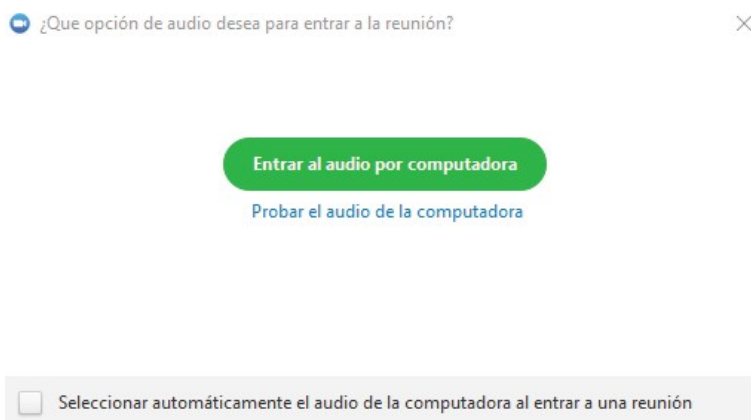 ¿Que opción de audio desea para entrar a la reunión?
Entrar al audio por computadora
Probar el audio de la computadora
Seleccionar automáticamente el audio de la computadora al entrar a una reunión